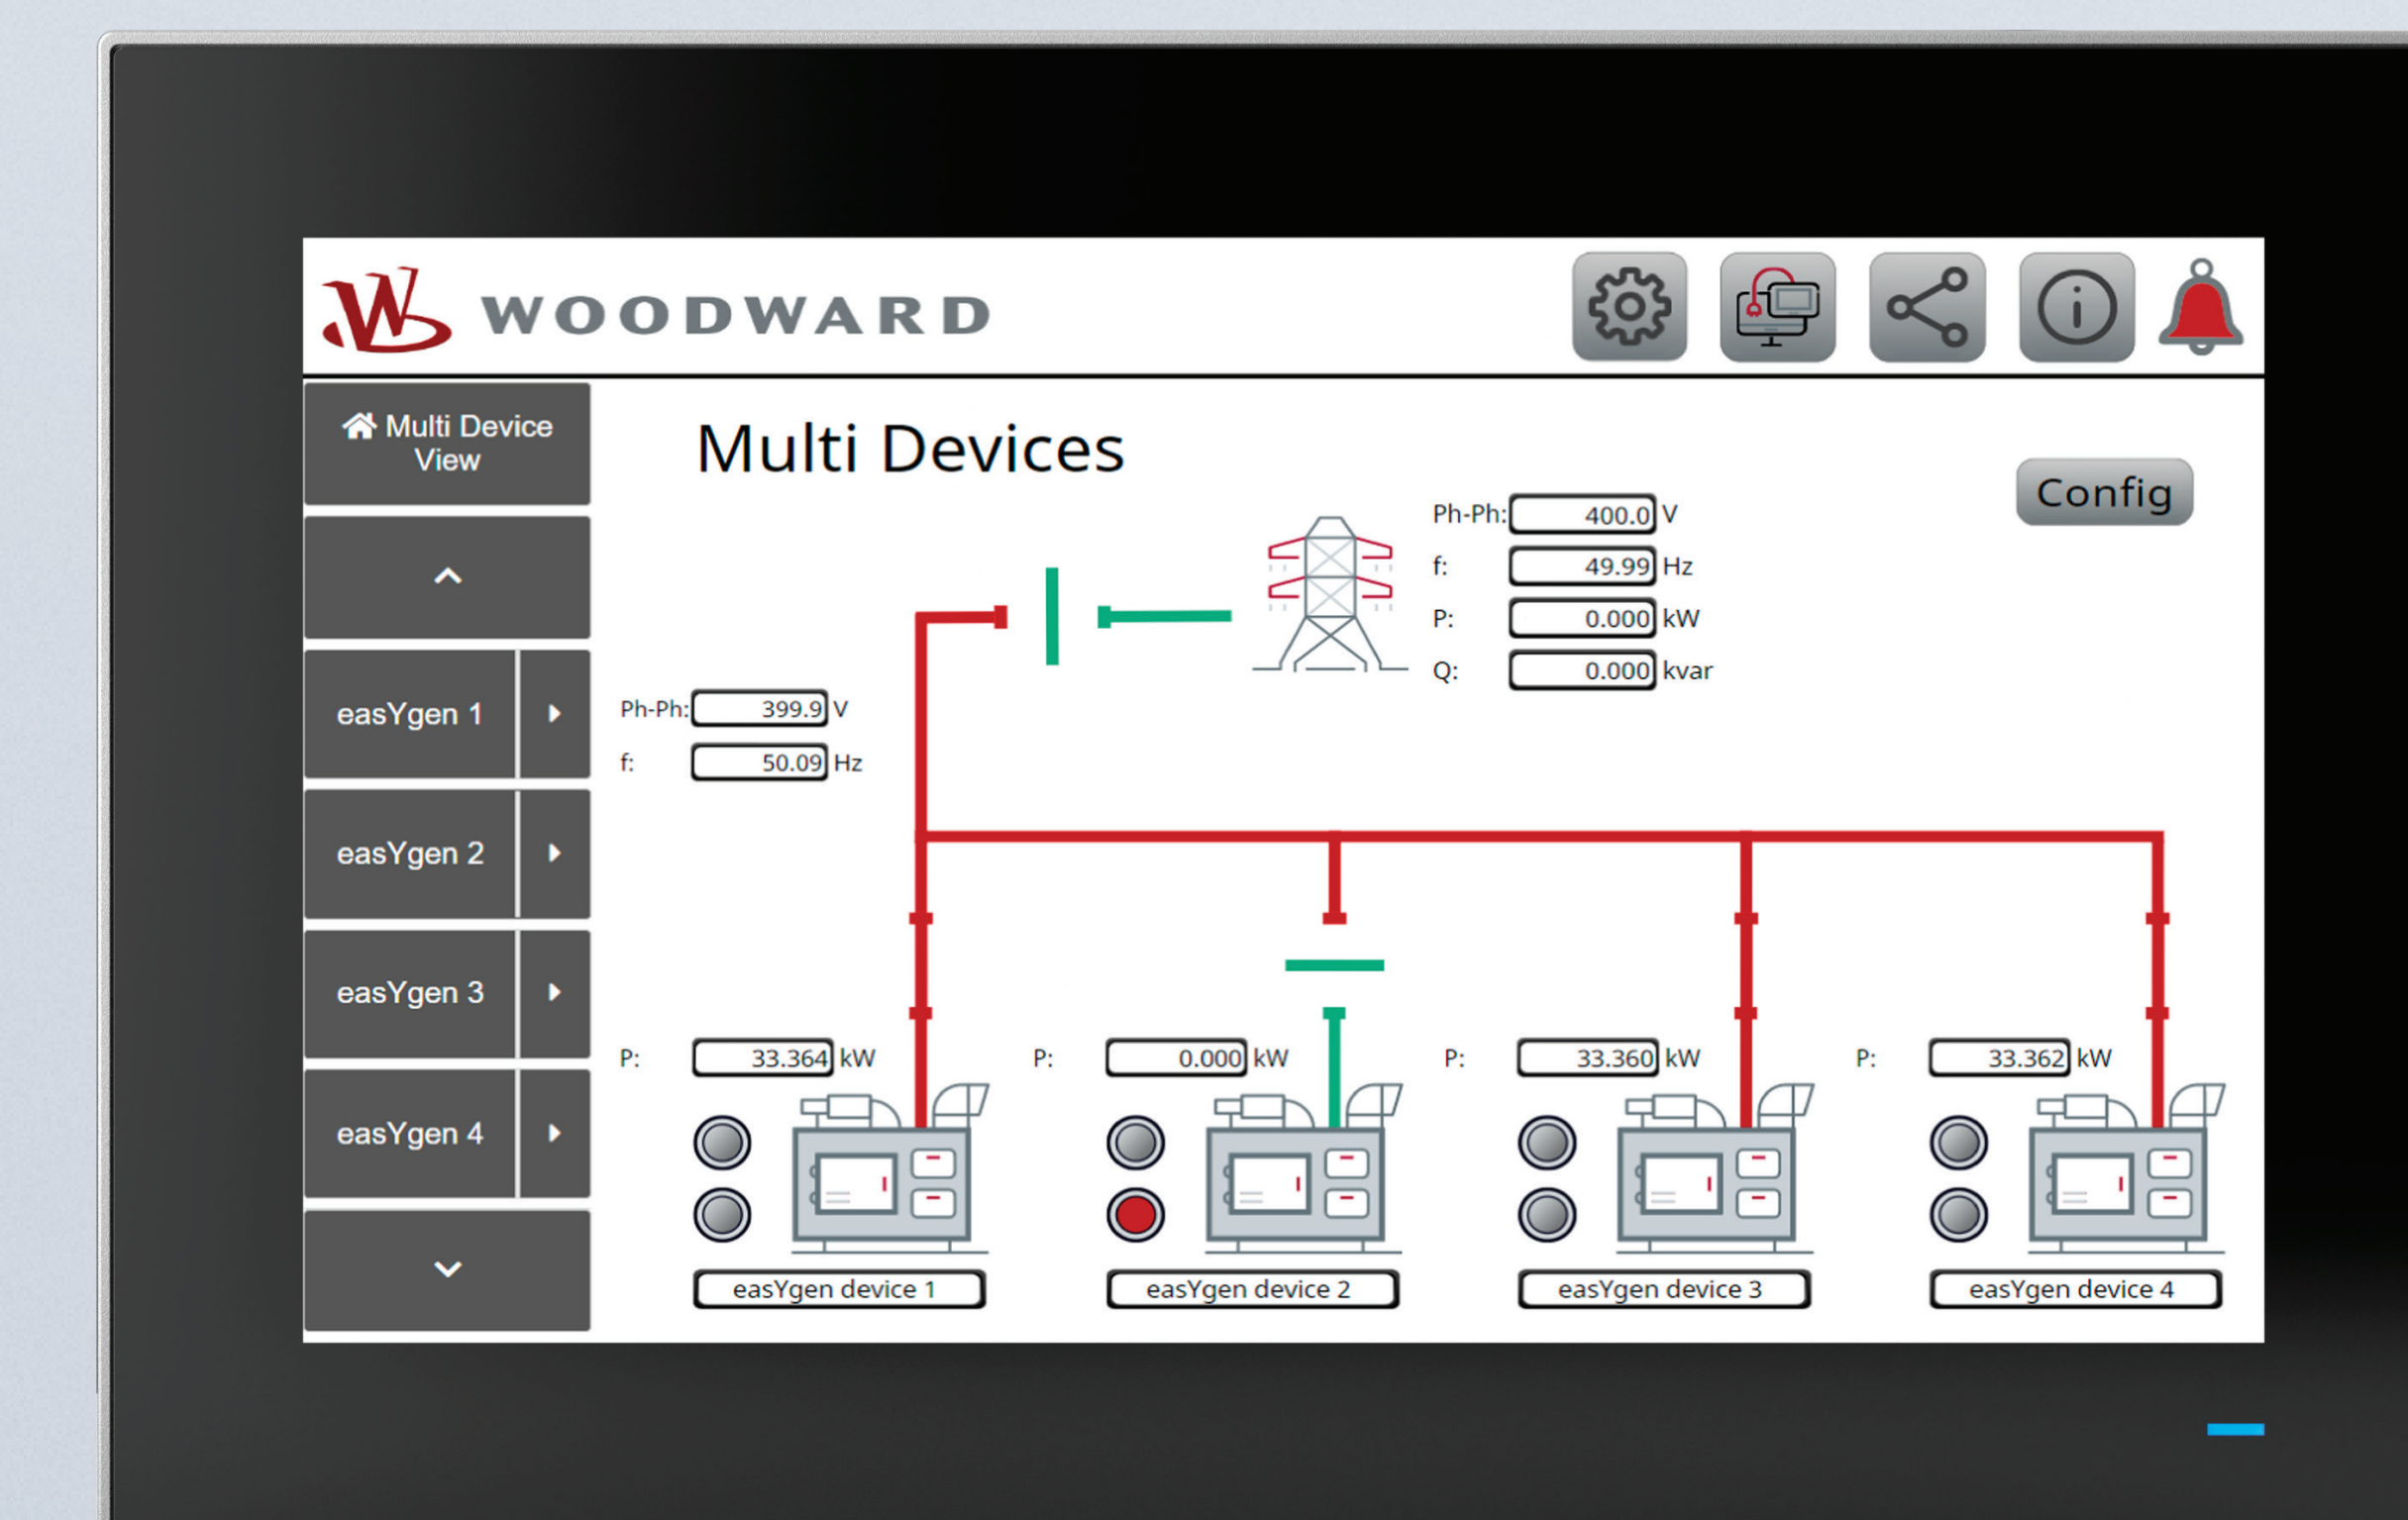 WOODWARD
Multi Device
View
easYgen 1
easYgen 2
easYgen 3
easYgen 4
Multi Devices
Config
Ph-Ph: 400.0 V
f: 49.99 Hz
P: 0.000 kW
Q: 0.000 kvar
Ph-Ph: 399.9 V
f: 50.09 Hz
P: 33.364 kW
P: 0.000 kW
P: 33.360 kW
P: 33.362 kW
easYgen device 1
easYgen device 2
easYgen device 3
easYgen device 4